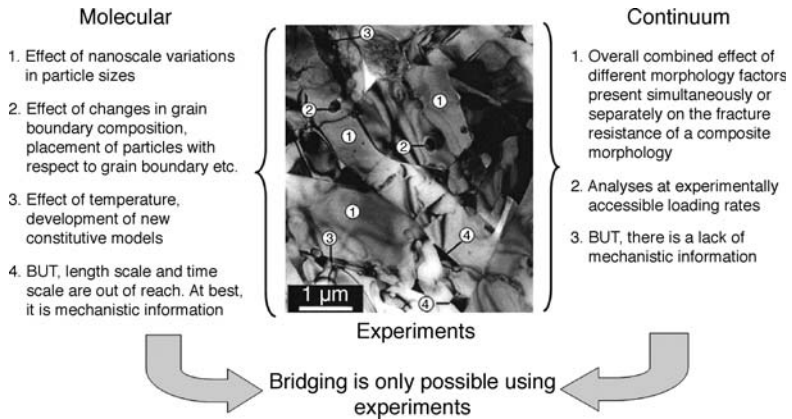 Molecular
1. Effect of nanoscale variations
in particle sizes
2. Effect of changes in grain
boundary composition,
placement of particles with
respect to grain boundary etc.
3. Effect of temperature,
development of new
constitutive models
4. BUT, length scale and time
scale are out of reach. At best,
it is mechanistic information
3
1
2
1
2
1
3
4
4
1 μm
Experiments
Continuum
1. Overall combined effect of
different morphology factors
present simultaneously or
separately on the fracture
resistance of a composite
morphology
2. Analyses at experimentally
accessible loading rates
3. BUT, there is a lack of
mechanistic information
Bridging is only possible using
experiments